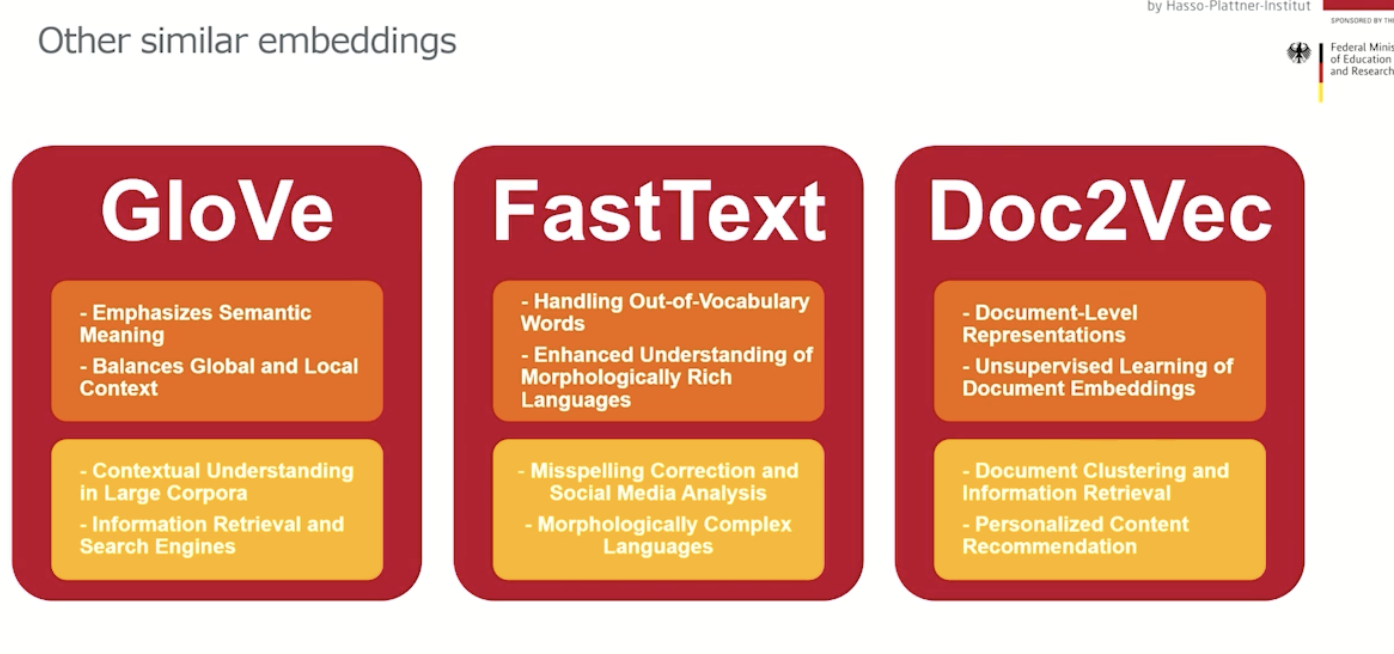 by Hasso-Plattner-Institut
SPONSORED BY THE
Other similar embeddings
Federal Minis
of Education
and Research
GloVe
- Emphasizes Semantic
Meaning
- Balances Global and Local
Context
- Contextual Understanding
in Large Corpora
- Information Retrieval and
Search Engines
FastText
- Handling Out-of-Vocabulary
Words
- Enhanced Understanding of
Morphologically Rich
Languages
- Misspelling Correction and
Social Media Analysis
- Morphologically Complex
Languages
Doc2Vec
- Document-Level
Representations
- Unsupervised Learning of
Document Embeddings
- Document Clustering and
Information Retrieval
- Personalized Content
Recommendation